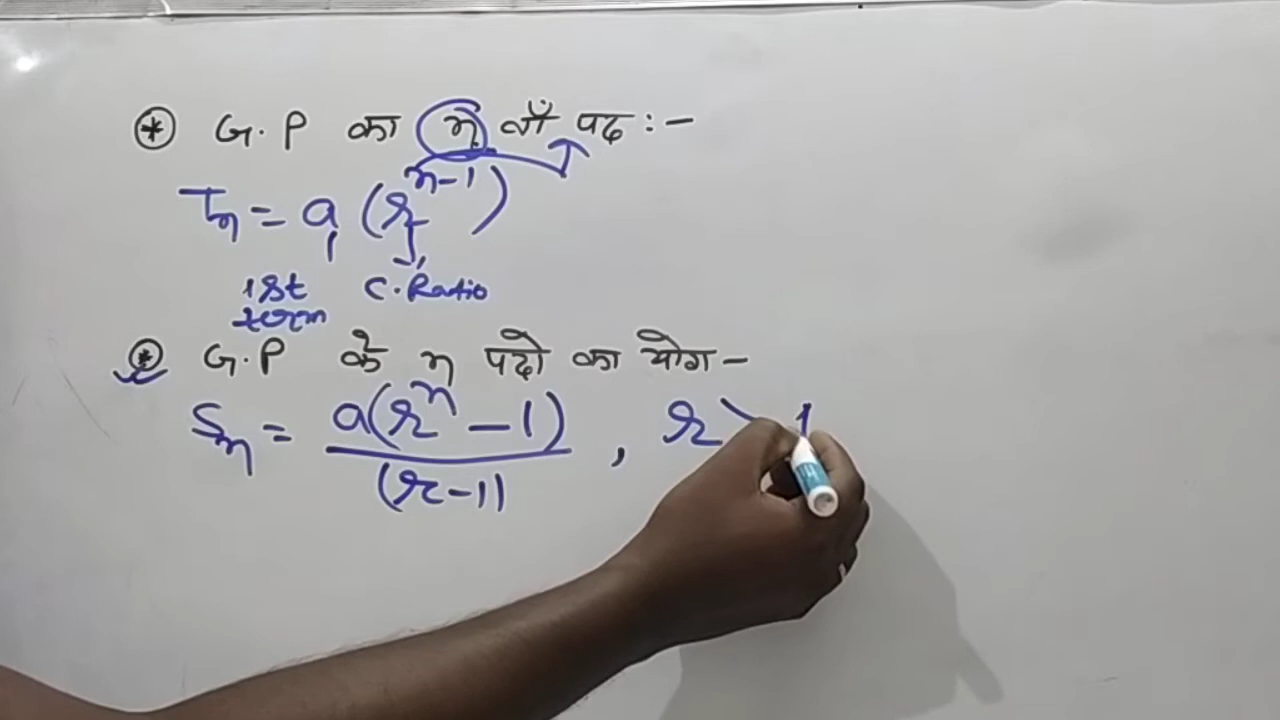 * G.P का n वाँ पद :-
Tn = a (r^n-1)
1st term C. Ratio
* G.P के n पदो का योग -
Sn = a(r^n - 1) / (r-1) , r > 1